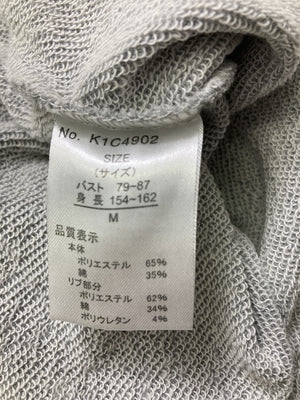 No. K1C4902
SIZE
(サイズ)
バスト 79~87
身長 154~162
M
品質表示
本体
ポリエステル 65%
綿 35%
リブ部分
ポリエステル 62%
綿 34%
ポリウレタン 4%